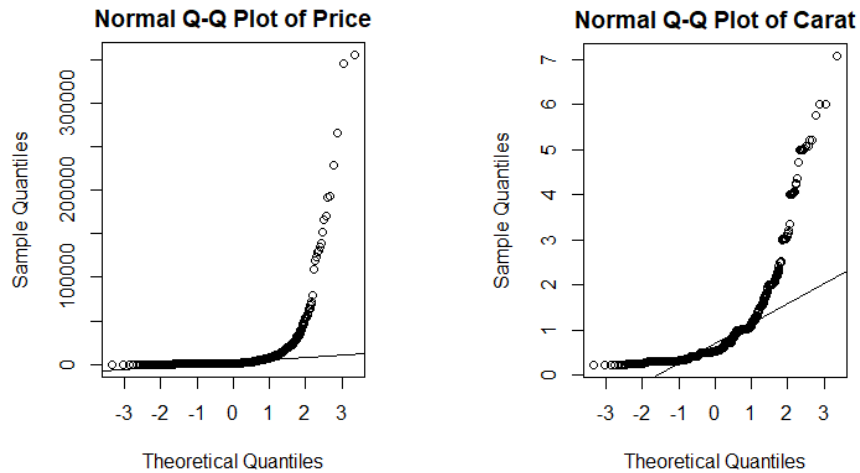 Normal Q-Q Plot of Price
Sample Quantiles
300000
200000
100000
0
-3 -2 -1 0 1 2 3
Theoretical Quantiles
Normal Q-Q Plot of Carat
Sample Quantiles
7
6
5
4
3
2
1
0
-3 -2 -1 0 1 2 3
Theoretical Quantiles